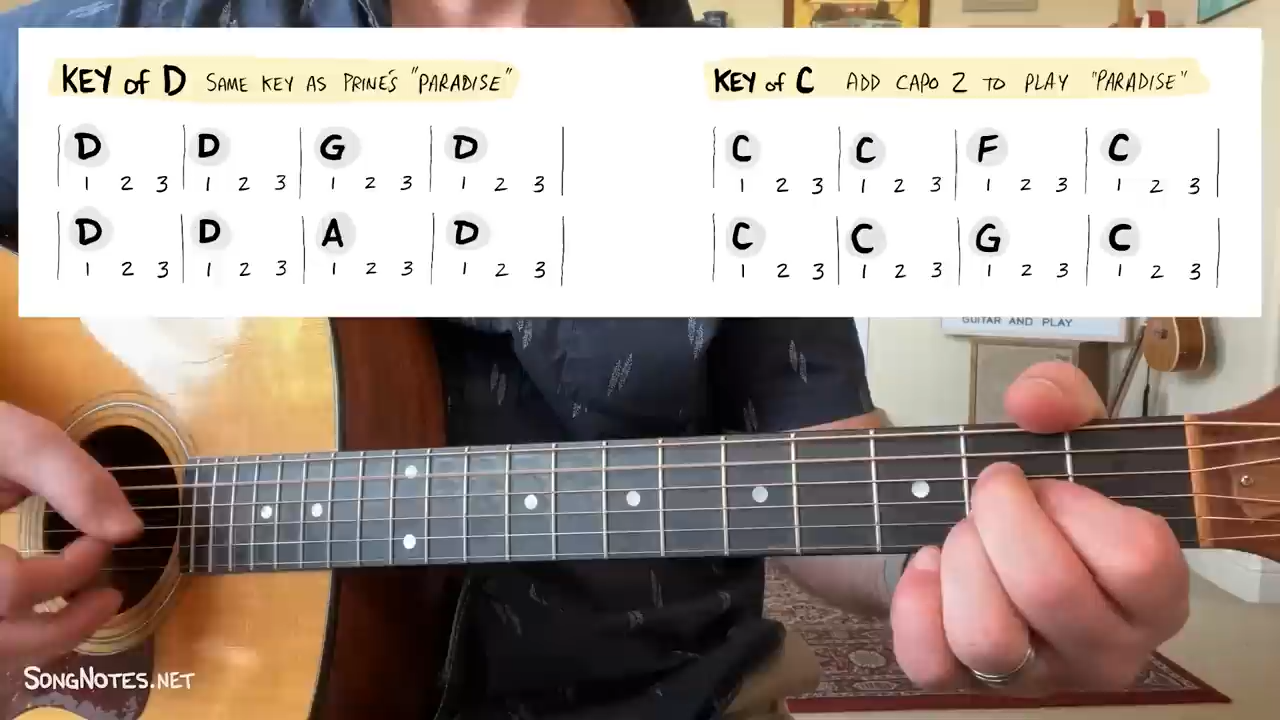 KEY of D SAME KEY AS PRINE'S "PARADISE"
D D G D
1 2 3 1 2 3 1 2 3 1 2 3
D D A D
1 2 3 1 2 3 1 2 3 1 2 3
KEY of C ADD CAPO 2 TO PLAY "PARADISE"
C C F C
1 2 3 1 2 3 1 2 3 1 2 3
C C G C
1 2 3 1 2 3 1 2 3 1 2 3
GUITAR AND PLAY
SONGNOTES.NET